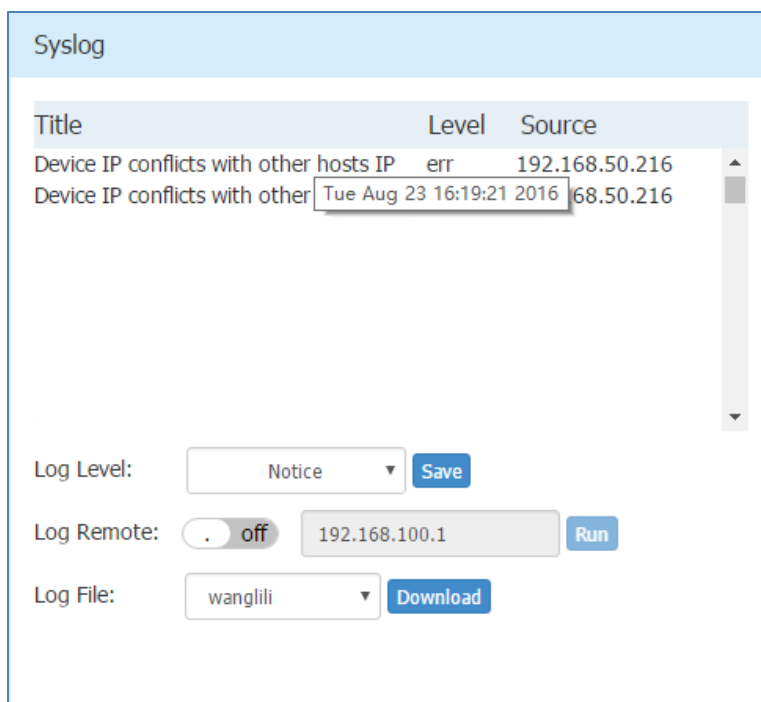 Syslog
Title Level Source
Device IP conflicts with other hosts IP err 192.168.50.216
Device IP conflicts with other Tue Aug 23 16:19:21 2016 68.50.216
Log Level: Notice Save
Log Remote: . off 192.168.100.1 Run
Log File: wanglili Download